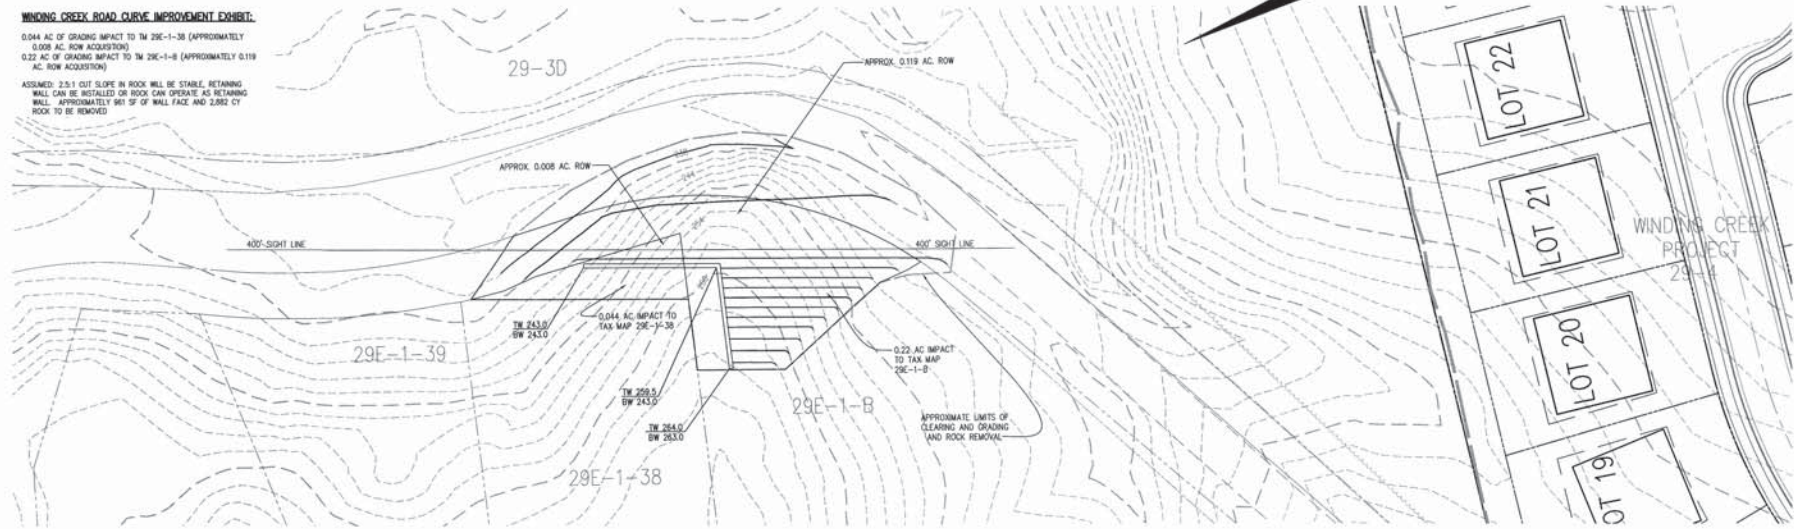 WINDING CREEK ROAD CURVE IMPROVEMENT EXHIBIT:
0.044 AC OF GRADING IMPACT TO TM 29E-1-38 (APPROXIMATELY
0.008 AC. ROW ACQUISITION)
0.22 AC OF GRADING IMPACT TO TM 29E-1-B (APPROXIMATELY 0.119
AC. ROW ACQUISITION)
ASSUMED: 2.5:1 CUT SLOPE IN ROCK WILL BE STABLE, RETAINING
WALL CAN BE INSTALLED OR ROCK CAN OPERATE AS RETAINING
WALL. APPROXIMATELY 961 SF OF WALL FACE AND 2,882 CY
ROCK TO BE REMOVED
29-3D
APPROX. 0.119 AC. ROW
APPROX. 0.008 AC. ROW
400' SIGHT LINE
400' SIGHT LINE
TW 243.0
BW 243.0
0.044 AC IMPACT TO
TAX MAP 29E-1-38
29E-1-39
0.22 AC IMPACT
TO TAX MAP
29E-1-B
TW 259.5
BW 243.0
29E-1-B
TW 264.0
BW 263.0
APPROXIMATE LIMITS OF
CLEARING AND GRADING
AND ROCK REMOVAL
29E-1-38
LOT 22
LOT 21
WINDING CREEK
PROJECT
29-4
LOT 20
LOT 19